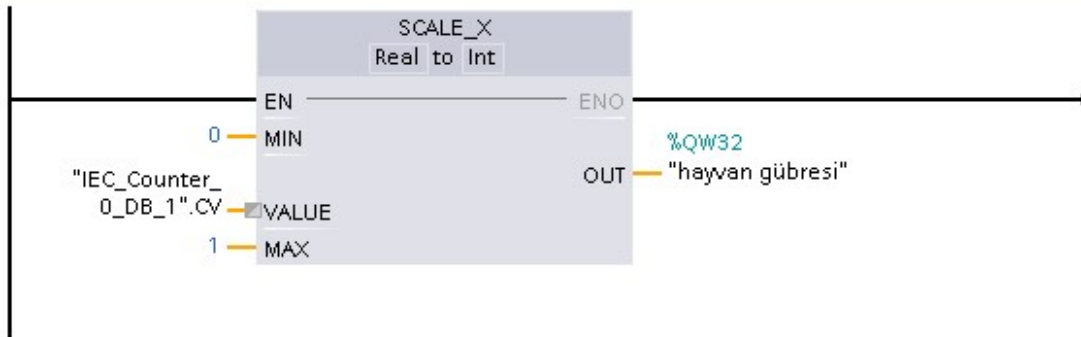 SCALE_X
Real to Int
EN
ENO
0
MIN
%QW32
"hayvan gübresi"
OUT
"IEC_Counter_
0_DB_1".CV
VALUE
1
MAX